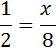 1/2 = x/8